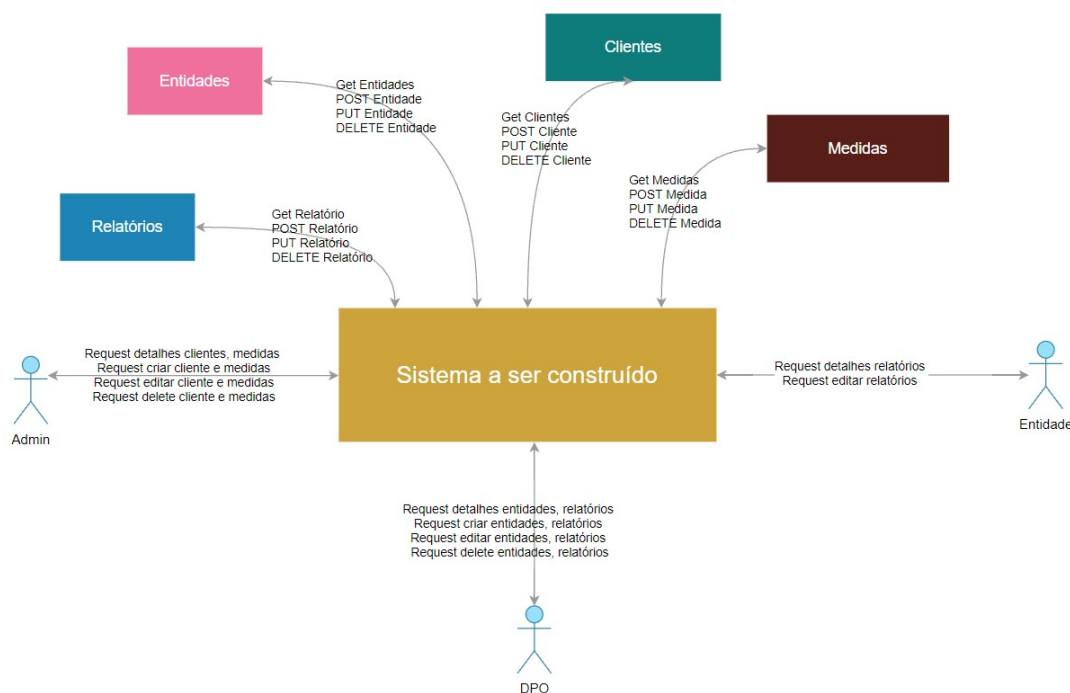 Clientes
Entidades
Get Entidades
POST Entidade
PUT Entidade
DELETE Entidade
Get Clientes
POST Cliente
PUT Cliente
DELETE Cliente
Medidas
Get Medidas
POST Medida
PUT Medida
DELETE Medida
Relatórios
Get Relatório
POST Relatório
PUT Relatório
DELETE Relatório
Sistema a ser construído
Request detalhes clientes, medidas
Request criar cliente e medidas
Request editar cliente e medidas
Request delete cliente e medidas
Admin
Request detalhes relatórios
Request editar relatórios
Entidade
Request detalhes entidades, relatórios
Request criar entidades, relatórios
Request editar entidades, relatórios
Request delete entidades, relatórios
DPO